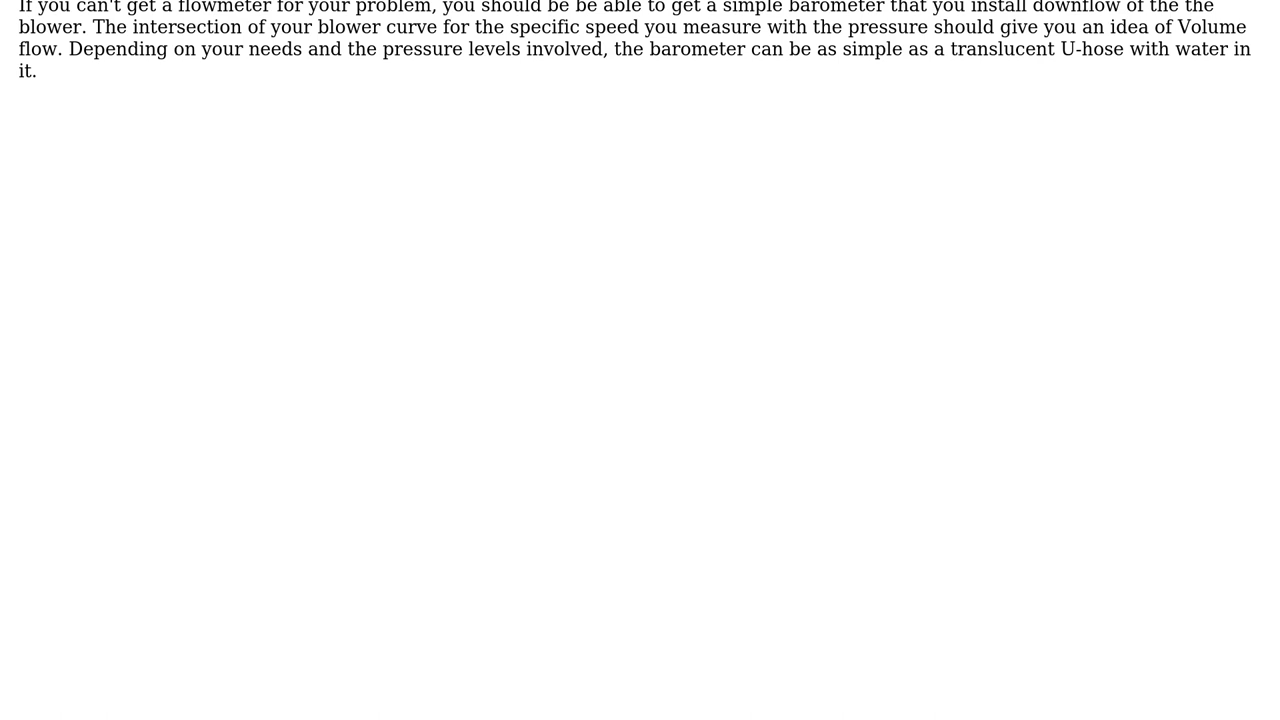 If you can't get a flowmeter for your problem, you should be be able to get a simple barometer that you install downflow of the the
blower. The intersection of your blower curve for the specific speed you measure with the pressure should give you an idea of Volume
flow. Depending on your needs and the pressure levels involved, the barometer can be as simple as a translucent U-hose with water in
it.